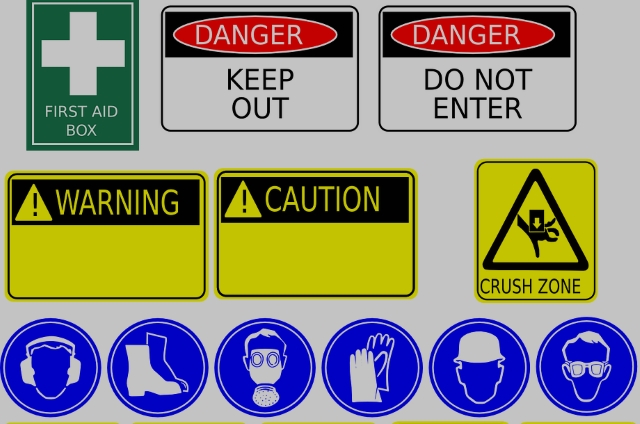 FIRST AID
BOX
DANGER
KEEP
OUT
DANGER
DO NOT
ENTER
! WARNING
! CAUTION
CRUSH ZONE